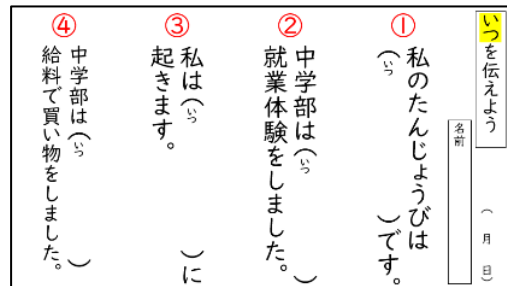 いつを伝えよう
(　月　日)
名前
①
私のたんじょうびは
(いつ　　　)です。
②
中学部は(いつ　　　)
就業体験をしました。
③
私は(いつ　　　)に
起きます。
④
中学部は(いつ　　　)
給料で買い物をしました。